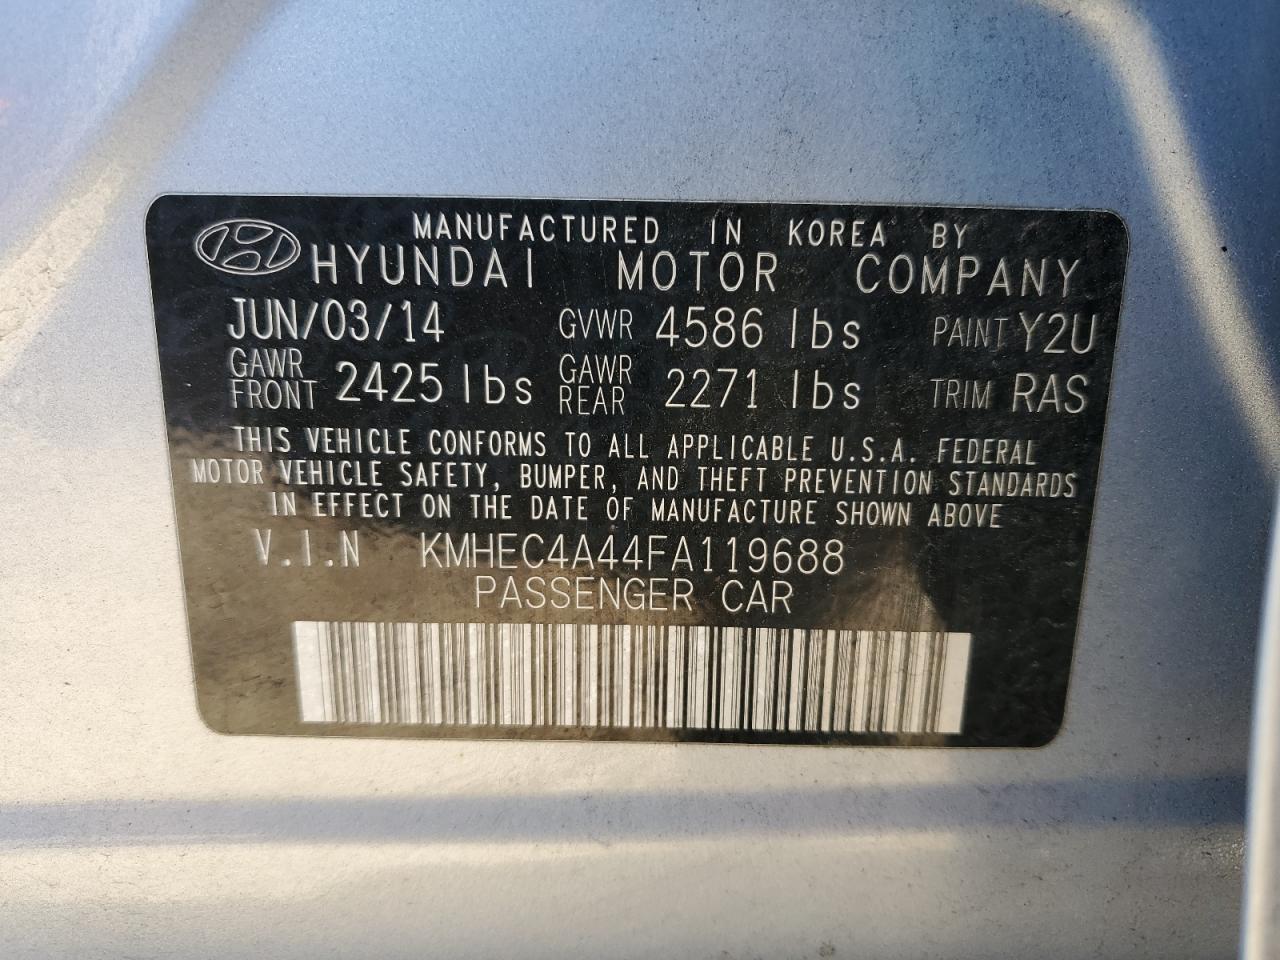 MANUFACTURED IN KOREA BY
HYUNDAI MOTOR COMPANY
JUN/03/14 GVWR 4586 lbs PAINT Y2U
GAWR FRONT 2425 lbs GAWR REAR 2271 lbs TRIM RAS
THIS VEHICLE CONFORMS TO ALL APPLICABLE U.S.A. FEDERAL
MOTOR VEHICLE SAFETY, BUMPER, AND THEFT PREVENTION STANDARDS
IN EFFECT ON THE DATE OF MANUFACTURE SHOWN ABOVE
V.I.N KMHEC4A44FA119688
PASSENGER CAR